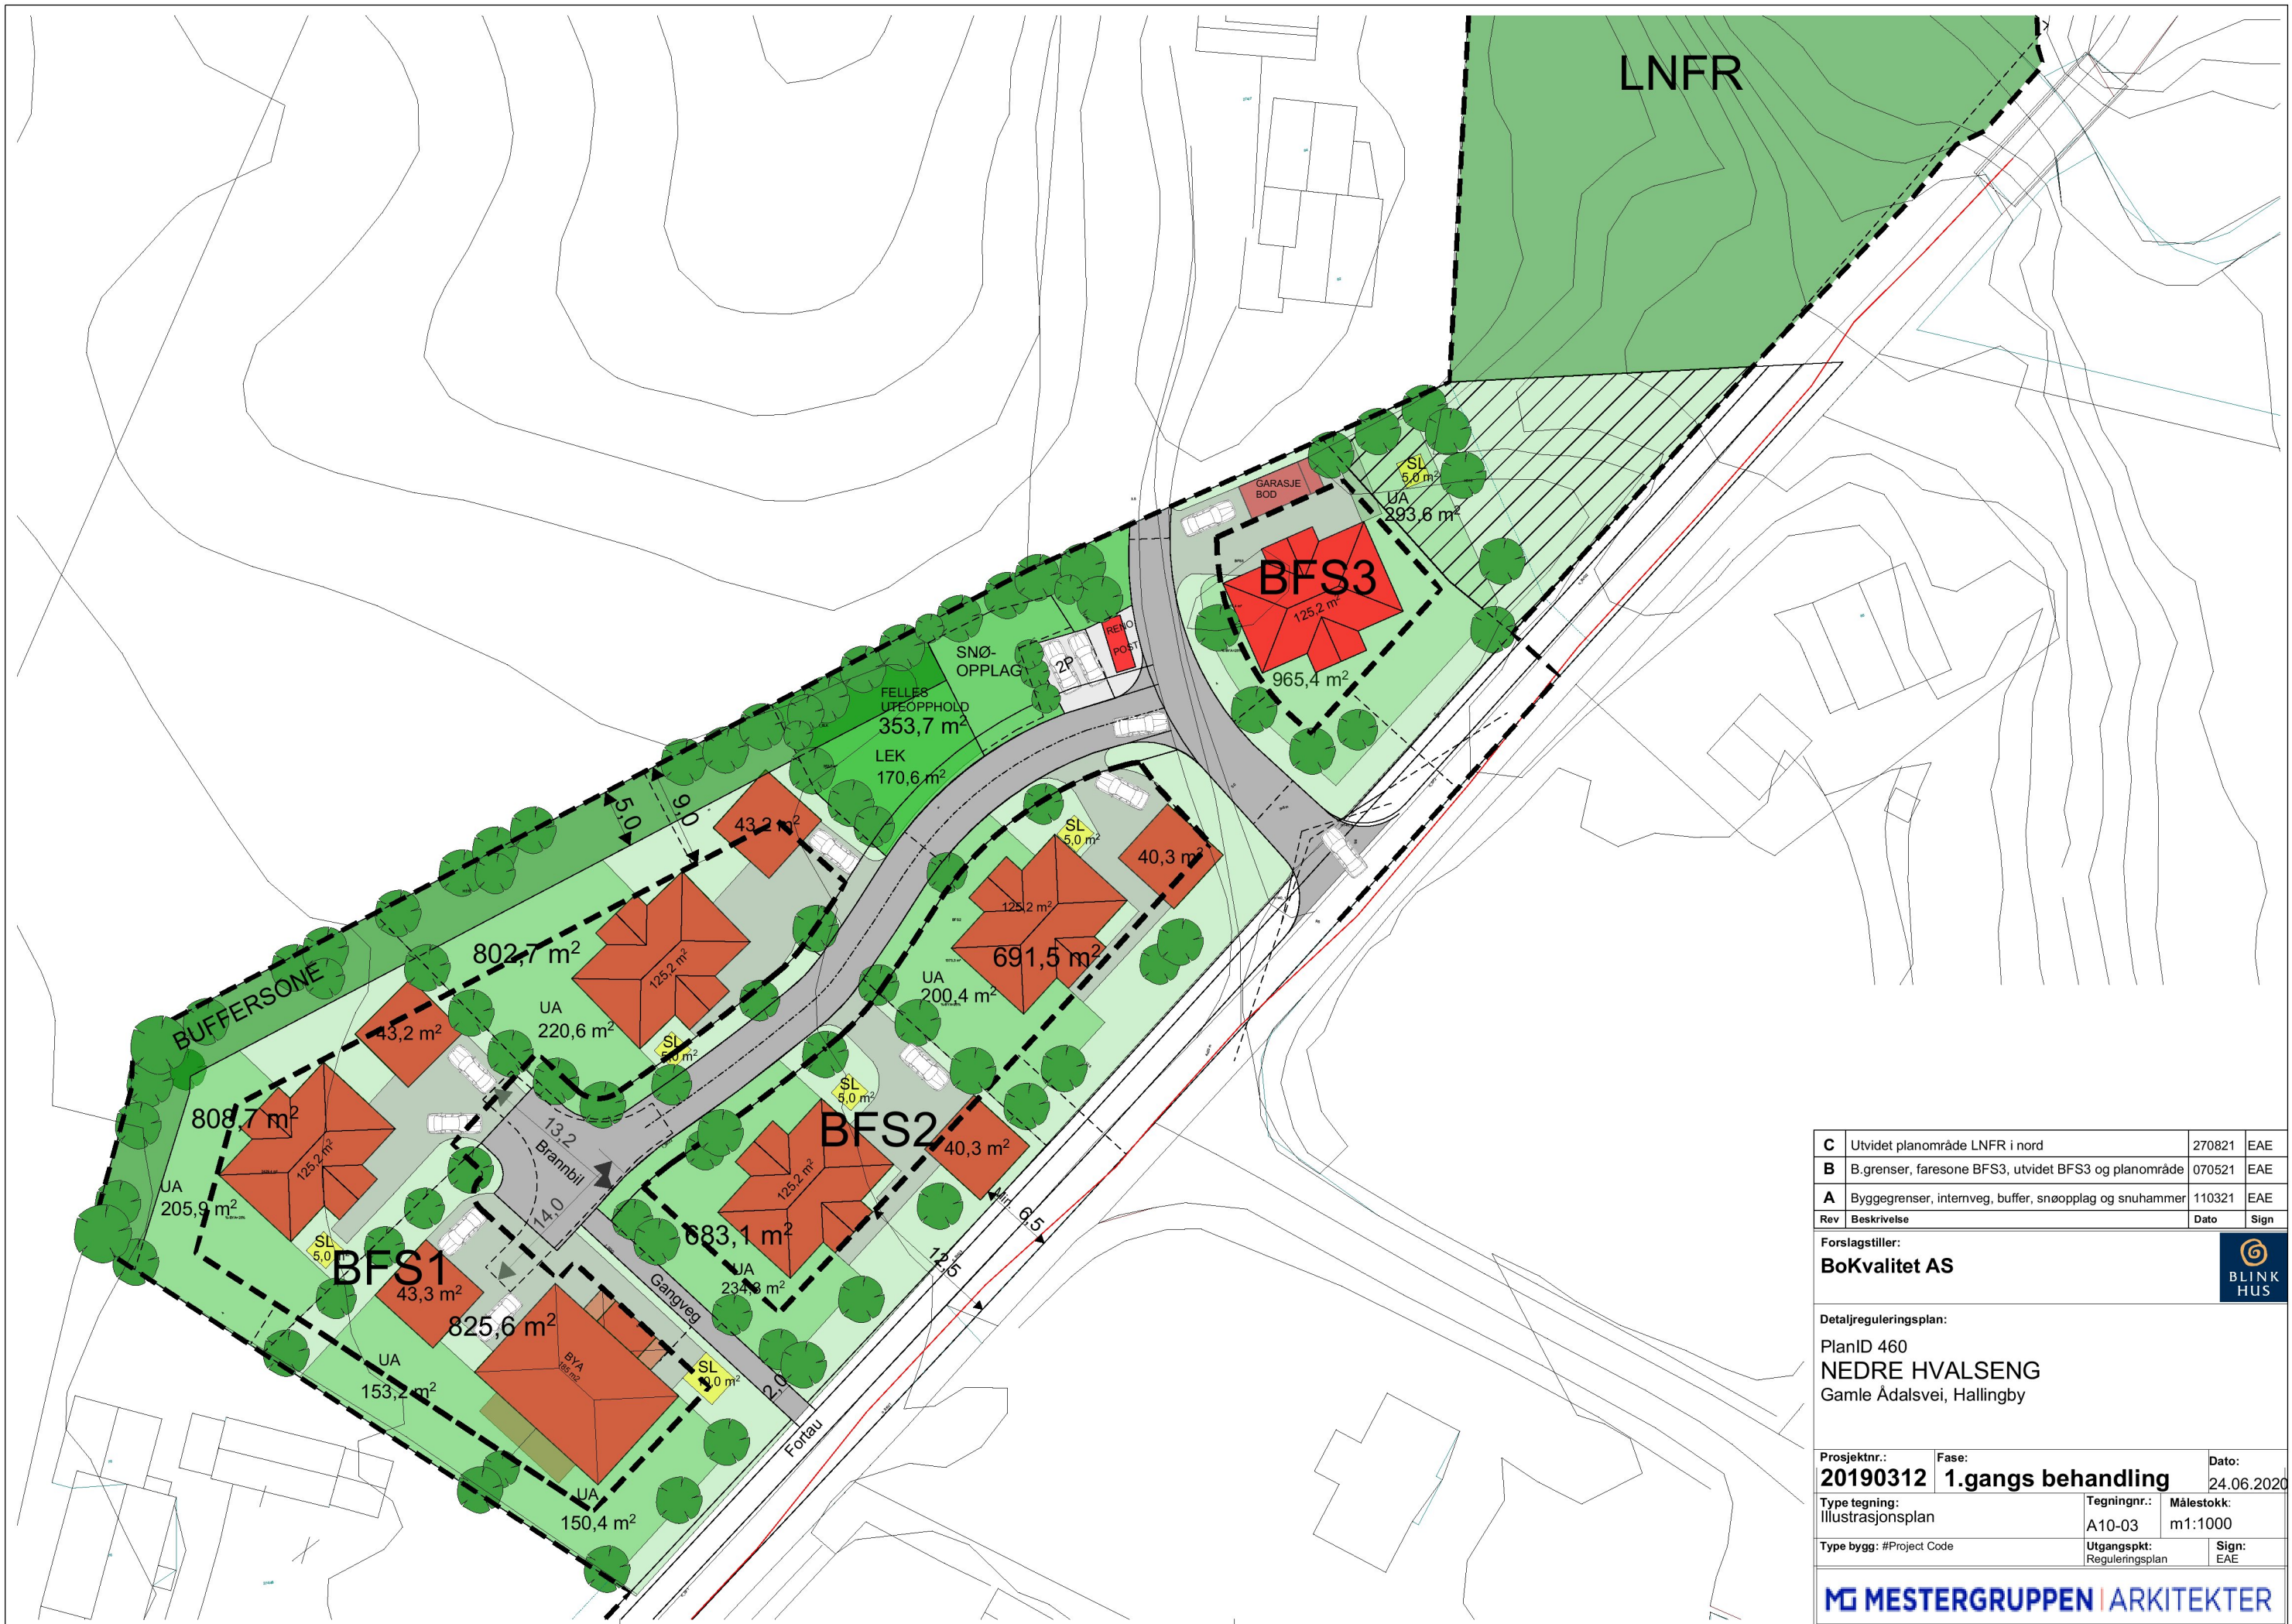 LNFR
GARASJE
BOD
SL
5,0 m²
UA
293,6 m²
BFS3
125,2 m²
965,4 m²
RENO
POST
2P
SNØ-
OPPLAG
FELLES
UTEOPPHOLD
353,7 m²
LEK
170,6 m²
5,0
9,0
43,2 m²
SL
5,0 m²
40,3 m²
125,2 m²
691,5 m²
UA
200,4 m²
802,7 m²
125,2 m²
UA
220,6 m²
SL
5,0 m²
BUFFERSONE
43,2 m²
808,7 m²
125,2 m²
UA
205,9 m²
SL
5,0 m²
BFS1
43,3 m²
825,6 m²
13,2
Brannbil
14,0
SL
5,0 m²
BFS2
40,3 m²
125,2 m²
683,1 m²
UA
234,3 m²
Min. 6,5
12,5
Gangveg
2,0
Fortau
BYA
185 m2
SL
10,0 m²
UA
153,2 m²
UA
150,4 m²
C Utvidet planområde LNFR i nord 270821 EAE
B B.grenser, faresone BFS3, utvidet BFS3 og planområde 070521 EAE
A Byggegrenser, internveg, buffer, snøopplag og snuhammer 110321 EAE
Rev Beskrivelse Dato Sign
Forslagstiller:
BoKvalitet AS
BLINK
HUS
Detaljreguleringsplan:
PlanID 460
NEDRE HVALSENG
Gamle Ådalsvei, Hallingby
Prosjektnr.: Fase: Dato:
20190312 1.gangs behandling 24.06.2020
Type tegning: Tegningnr.: Målestokk:
Illustrasjonsplan A10-03 m1:1000
Type bygg: #Project Code Utgangspkt: Sign:
Reguleringsplan EAE
MG MESTERGRUPPEN | ARKITEKTER